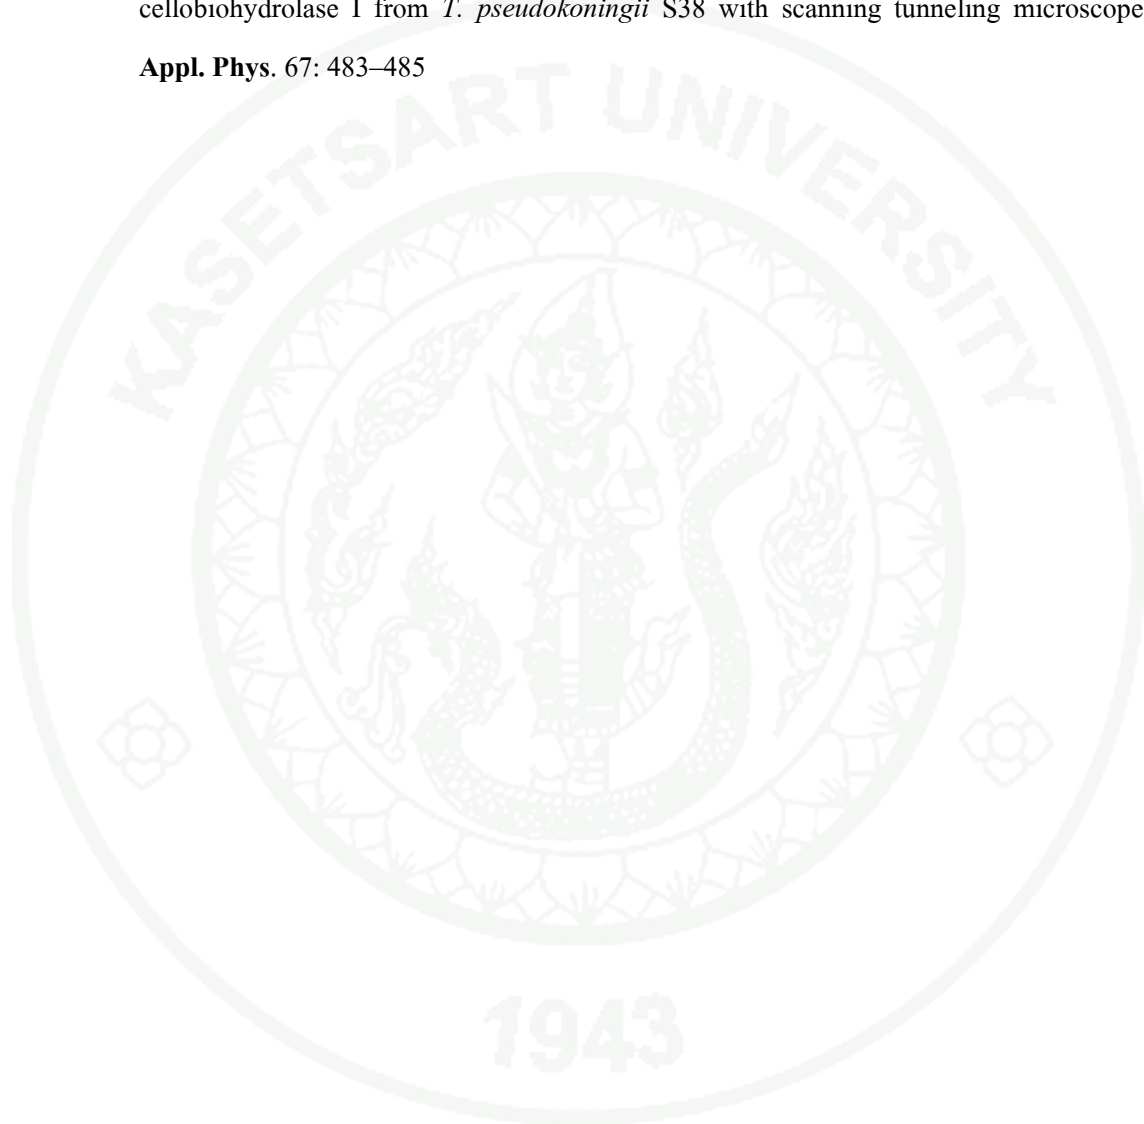 cellobiohydrolase I from T. pseudokoningii S38 with scanning tunneling microscope
Appl. Phys. 67: 483–485
KASETSART UNIVERSITY
1943